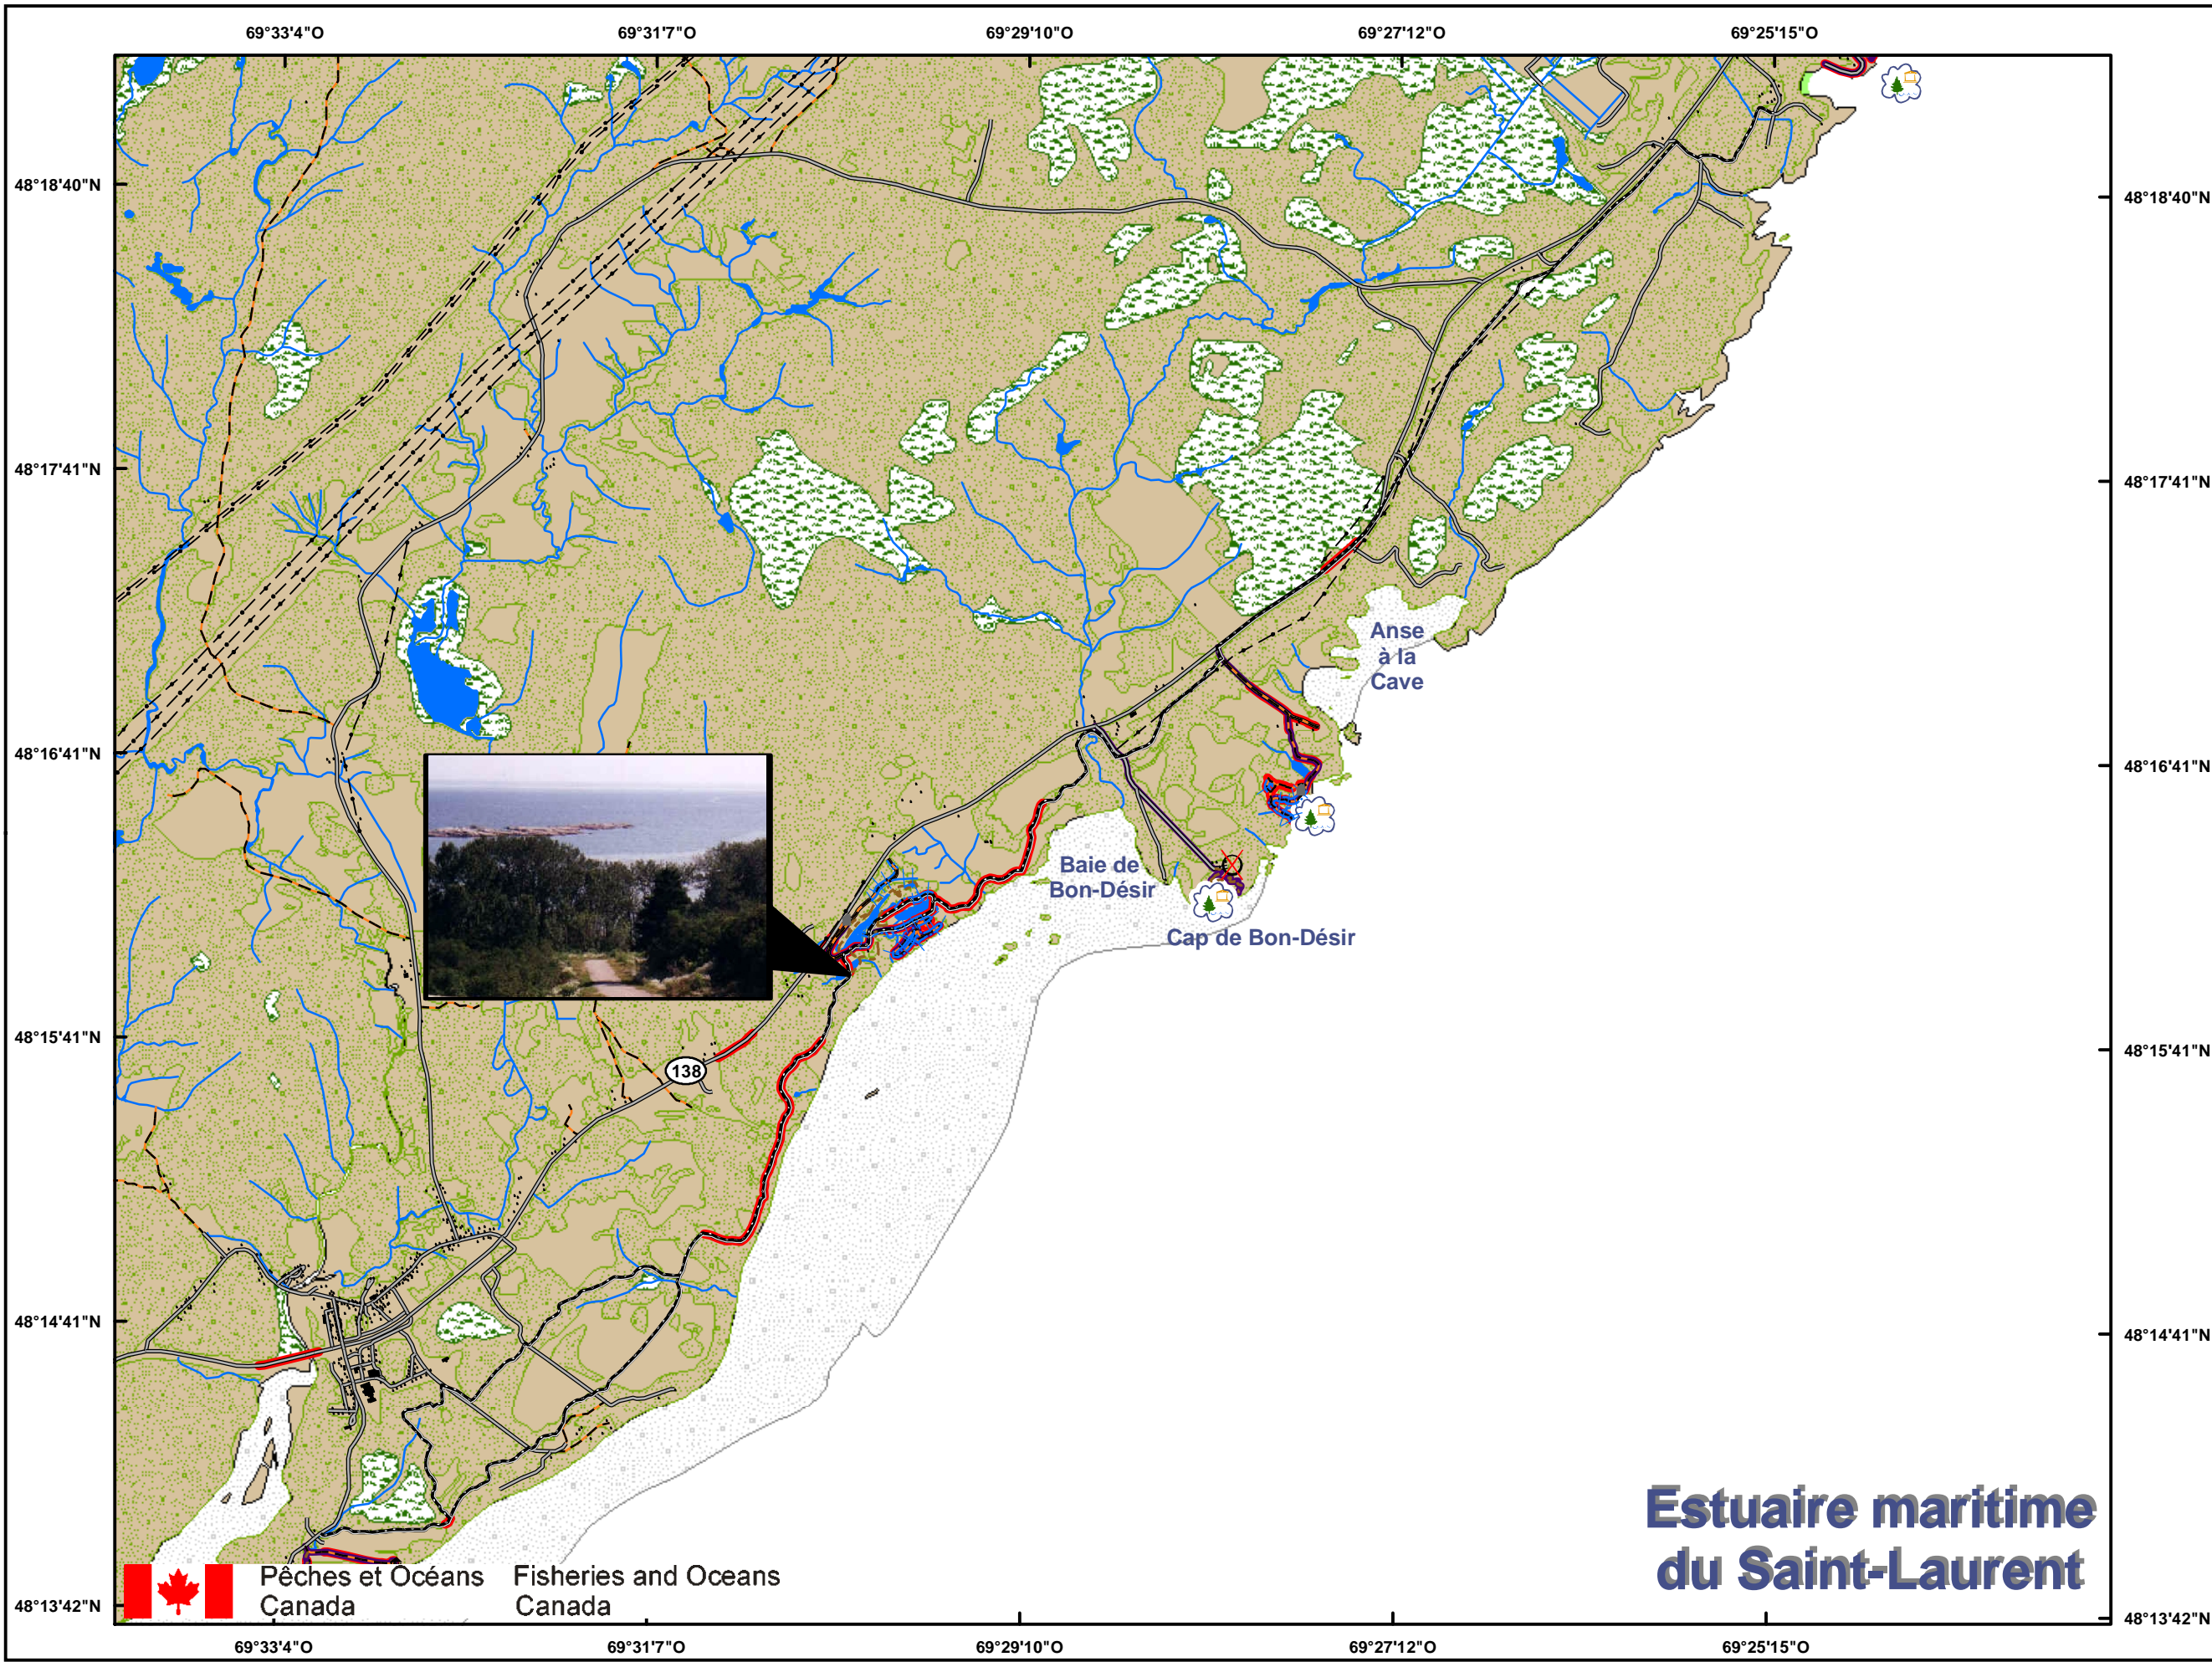 69°33'4"O 69°31'7"O 69°29'10"O 69°27'12"O 69°25'15"O
48°18'40"N 48°18'40"N
48°17'41"N 48°17'41"N
Anse
à la
Cave
48°16'41"N 48°16'41"N
Baie de
Bon-Désir
Cap de Bon-Désir
48°15'41"N 48°15'41"N
138
48°14'41"N 48°14'41"N
Estuaire maritime
du Saint-Laurent
Pêches et Océans
Canada
Fisheries and Oceans
Canada
48°13'42"N 48°13'42"N
69°33'4"O 69°31'7"O 69°29'10"O 69°27'12"O 69°25'15"O